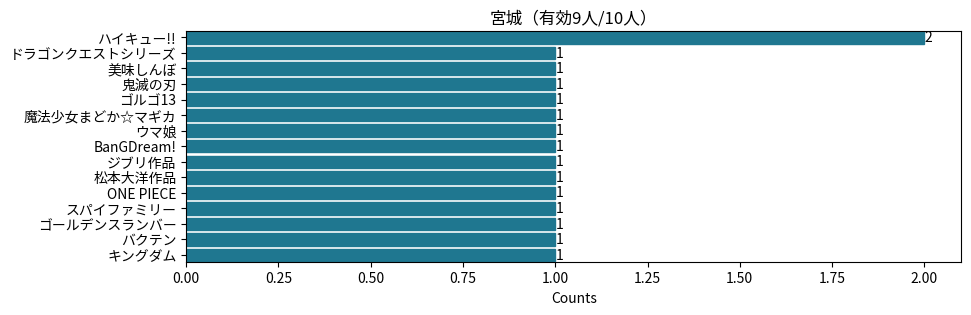 宮城（有効9人/10人）
ハイキュー!! 2
ドラゴンクエストシリーズ 1
美味しんぼ 1
鬼滅の刃 1
ゴルゴ13 1
魔法少女まどか☆マギカ 1
ウマ娘 1
BanGDream! 1
ジブリ作品 1
松本大洋作品 1
ONE PIECE 1
スパイファミリー 1
ゴールデンスランバー 1
バクテン 1
キングダム 1
0.00 0.25 0.50 0.75 1.00 1.25 1.50 1.75 2.00
Counts